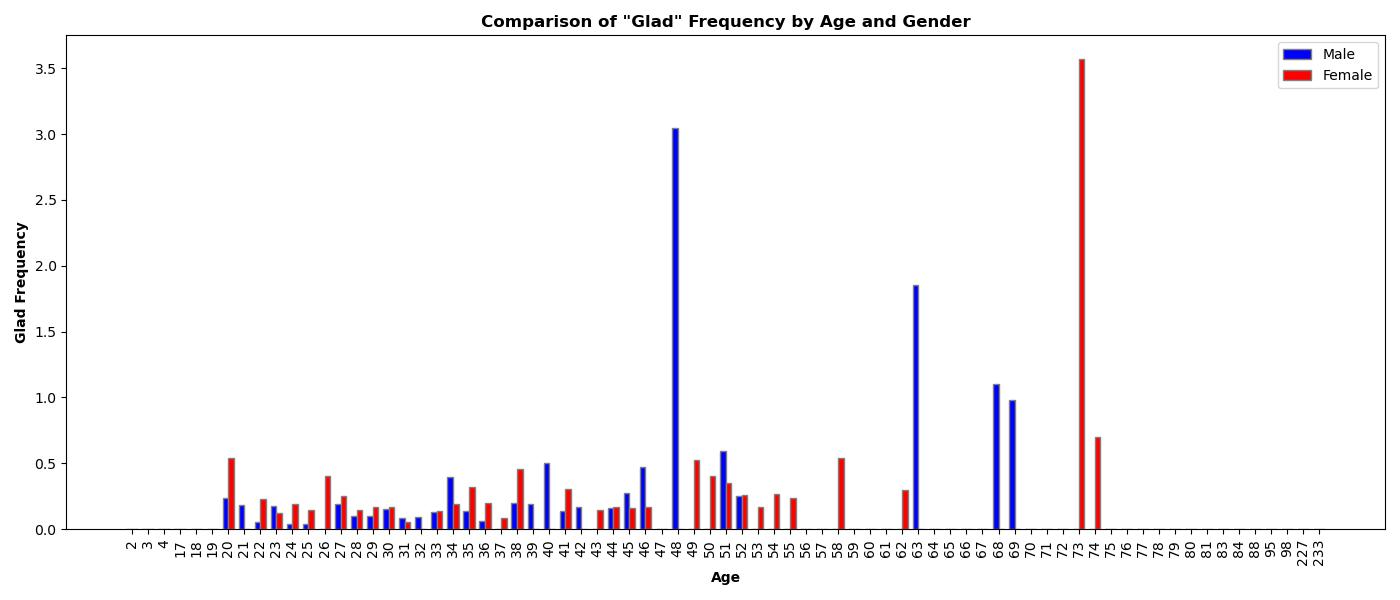 Comparison of "Glad" Frequency by Age and Gender
Male
Female
3.5
3.0
2.5
2.0
1.5
1.0
0.5
0.0
Glad Frequency
2 3 4 17 18 19 20 21 22 23 24 25 26 27 28 29 30 31 32 33 34 35 36 37 38 39 40 41 42 43 44 45 46 47 48 49 50 51 52 53 54 55 56 57 58 59 60 61 62 63 64 65 66 67 68 69 70 71 72 73 74 75 76 77 78 79 80 81 83 84 88 95 98 227 233
Age